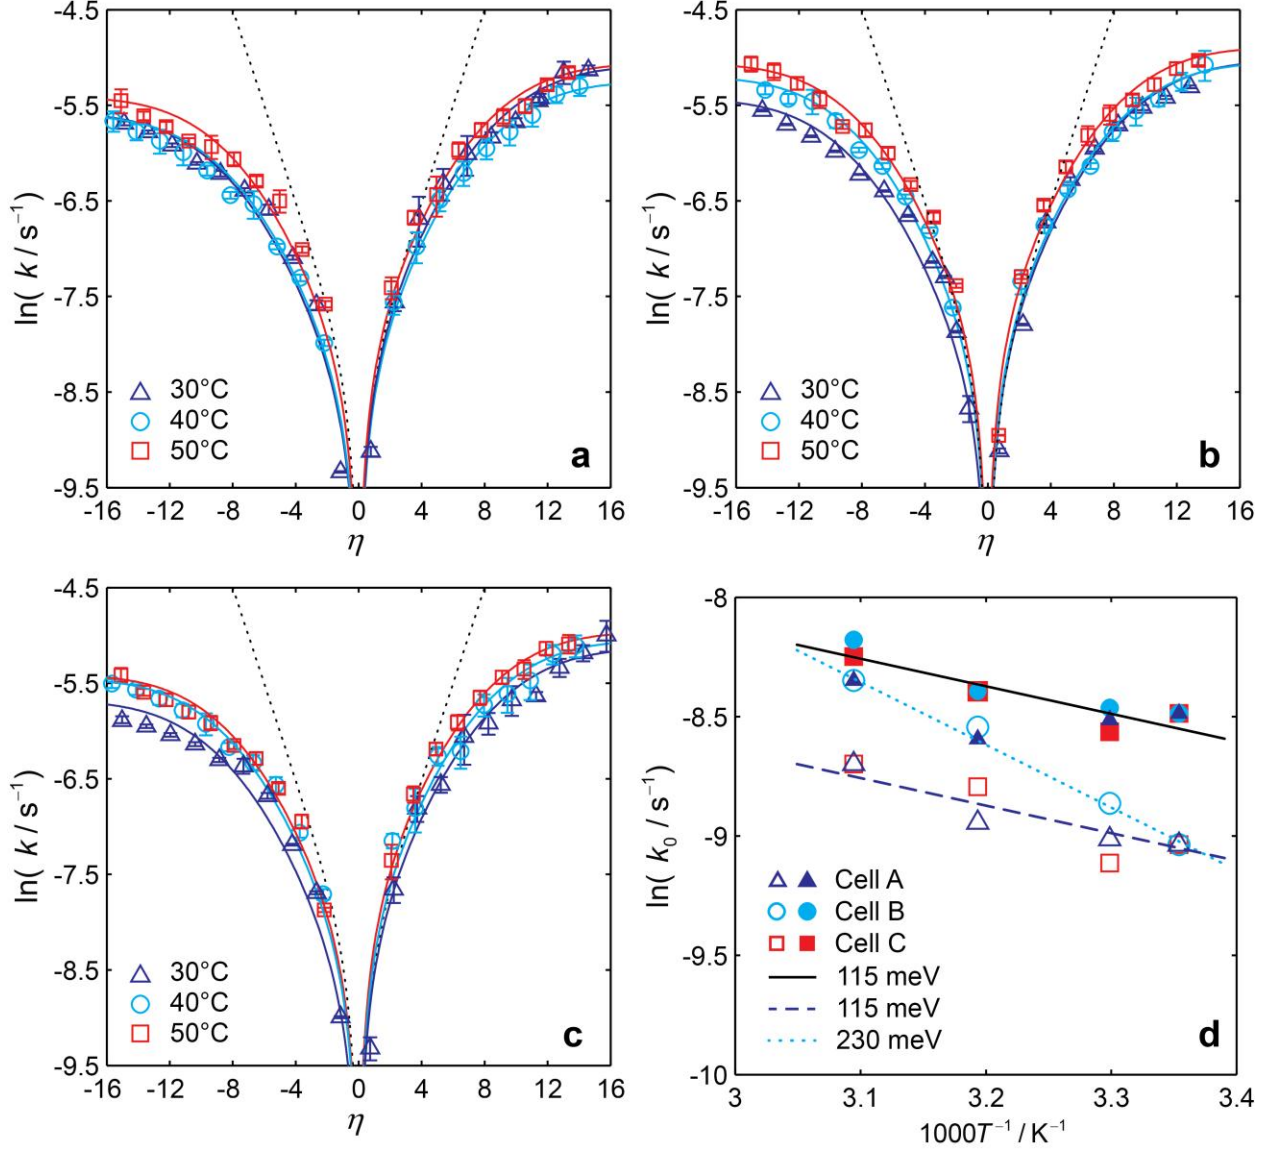 -4.5
-5.5
-6.5
-7.5
-8.5
-9.5
ln( k / s⁻¹)
30°C
40°C
50°C
a
-16 -12 -8 -4 0 4 8 12 16
η
-4.5
-5.5
-6.5
-7.5
-8.5
-9.5
ln( k / s⁻¹)
30°C
40°C
50°C
b
-16 -12 -8 -4 0 4 8 12 16
η
-4.5
-5.5
-6.5
-7.5
-8.5
-9.5
ln( k / s⁻¹)
30°C
40°C
50°C
c
-16 -12 -8 -4 0 4 8 12 16
η
-8
-8.5
-9
-9.5
-10
ln( k₀ / s⁻¹)
Cell A
Cell B
Cell C
115 meV
115 meV
230 meV
d
3 3.1 3.2 3.3 3.4
1000T⁻¹ / K⁻¹